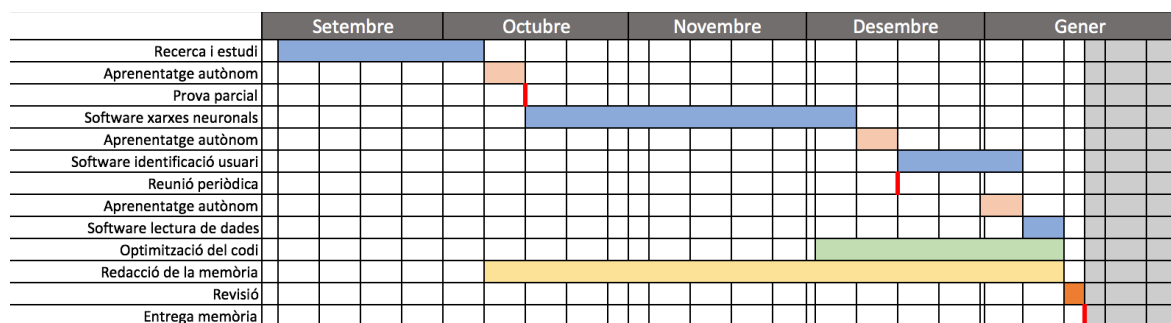 Setembre Octubre Novembre Desembre Gener
Recerca i estudi
Aprenentatge autònom
Prova parcial
Software xarxes neuronals
Aprenentatge autònom
Software identificació usuari
Reunió periòdica
Aprenentatge autònom
Software lectura de dades
Optimització del codi
Redacció de la memòria
Revisió
Entrega memòria